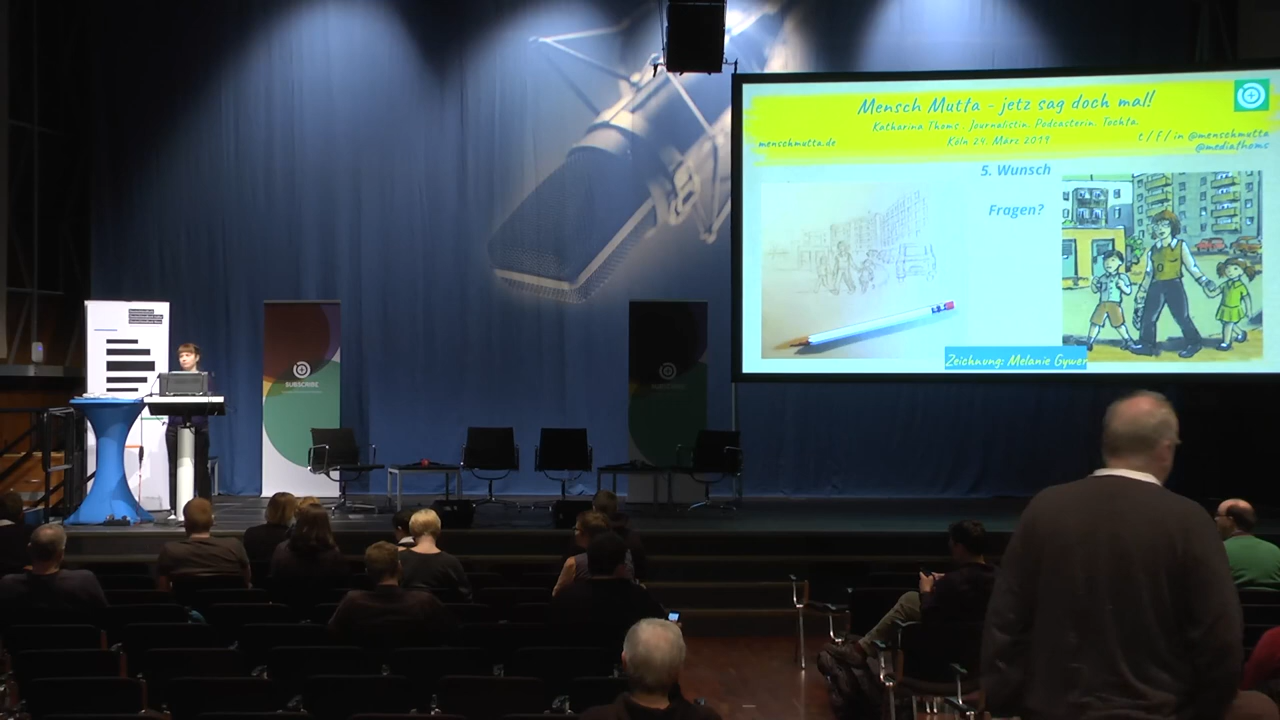 Mensch Mutta - jetz sag doch mal!
Katharina Thoms . Journalistin. Podcasterin. Tochta.
menschmutta.de
Köln 24. März 2019
t / f / in @menschmutta
@mediathoms
5. Wunsch
Fragen?
Zeichnung: Melanie Gywer
SUBSCRIBE
SUBSCRIBE